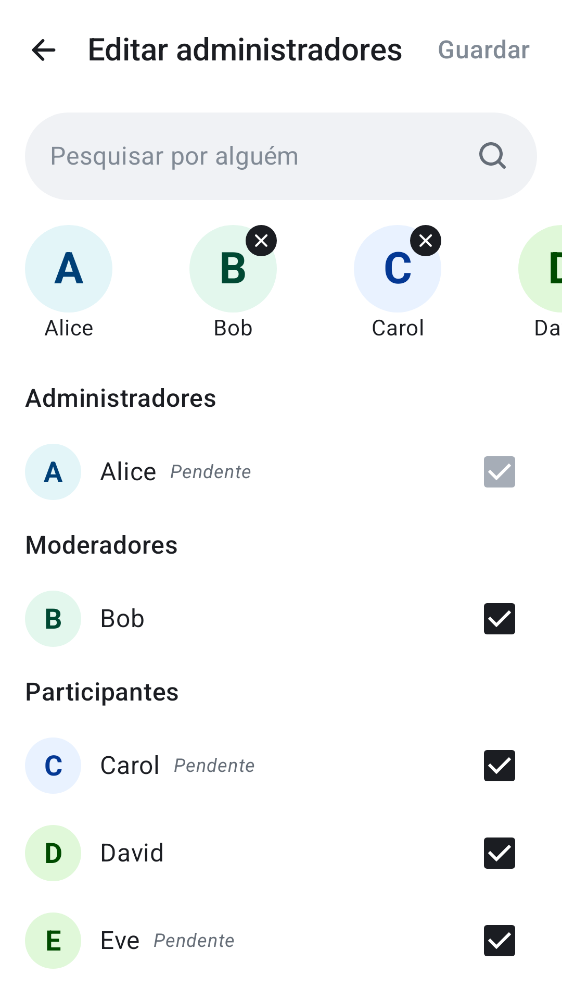 Editar administradores Guardar
Pesquisar por alguém
A B C D
Alice Bob Carol Da
Administradores
A Alice Pendente
Moderadores
B Bob
Participantes
C Carol Pendente
D David
E Eve Pendente